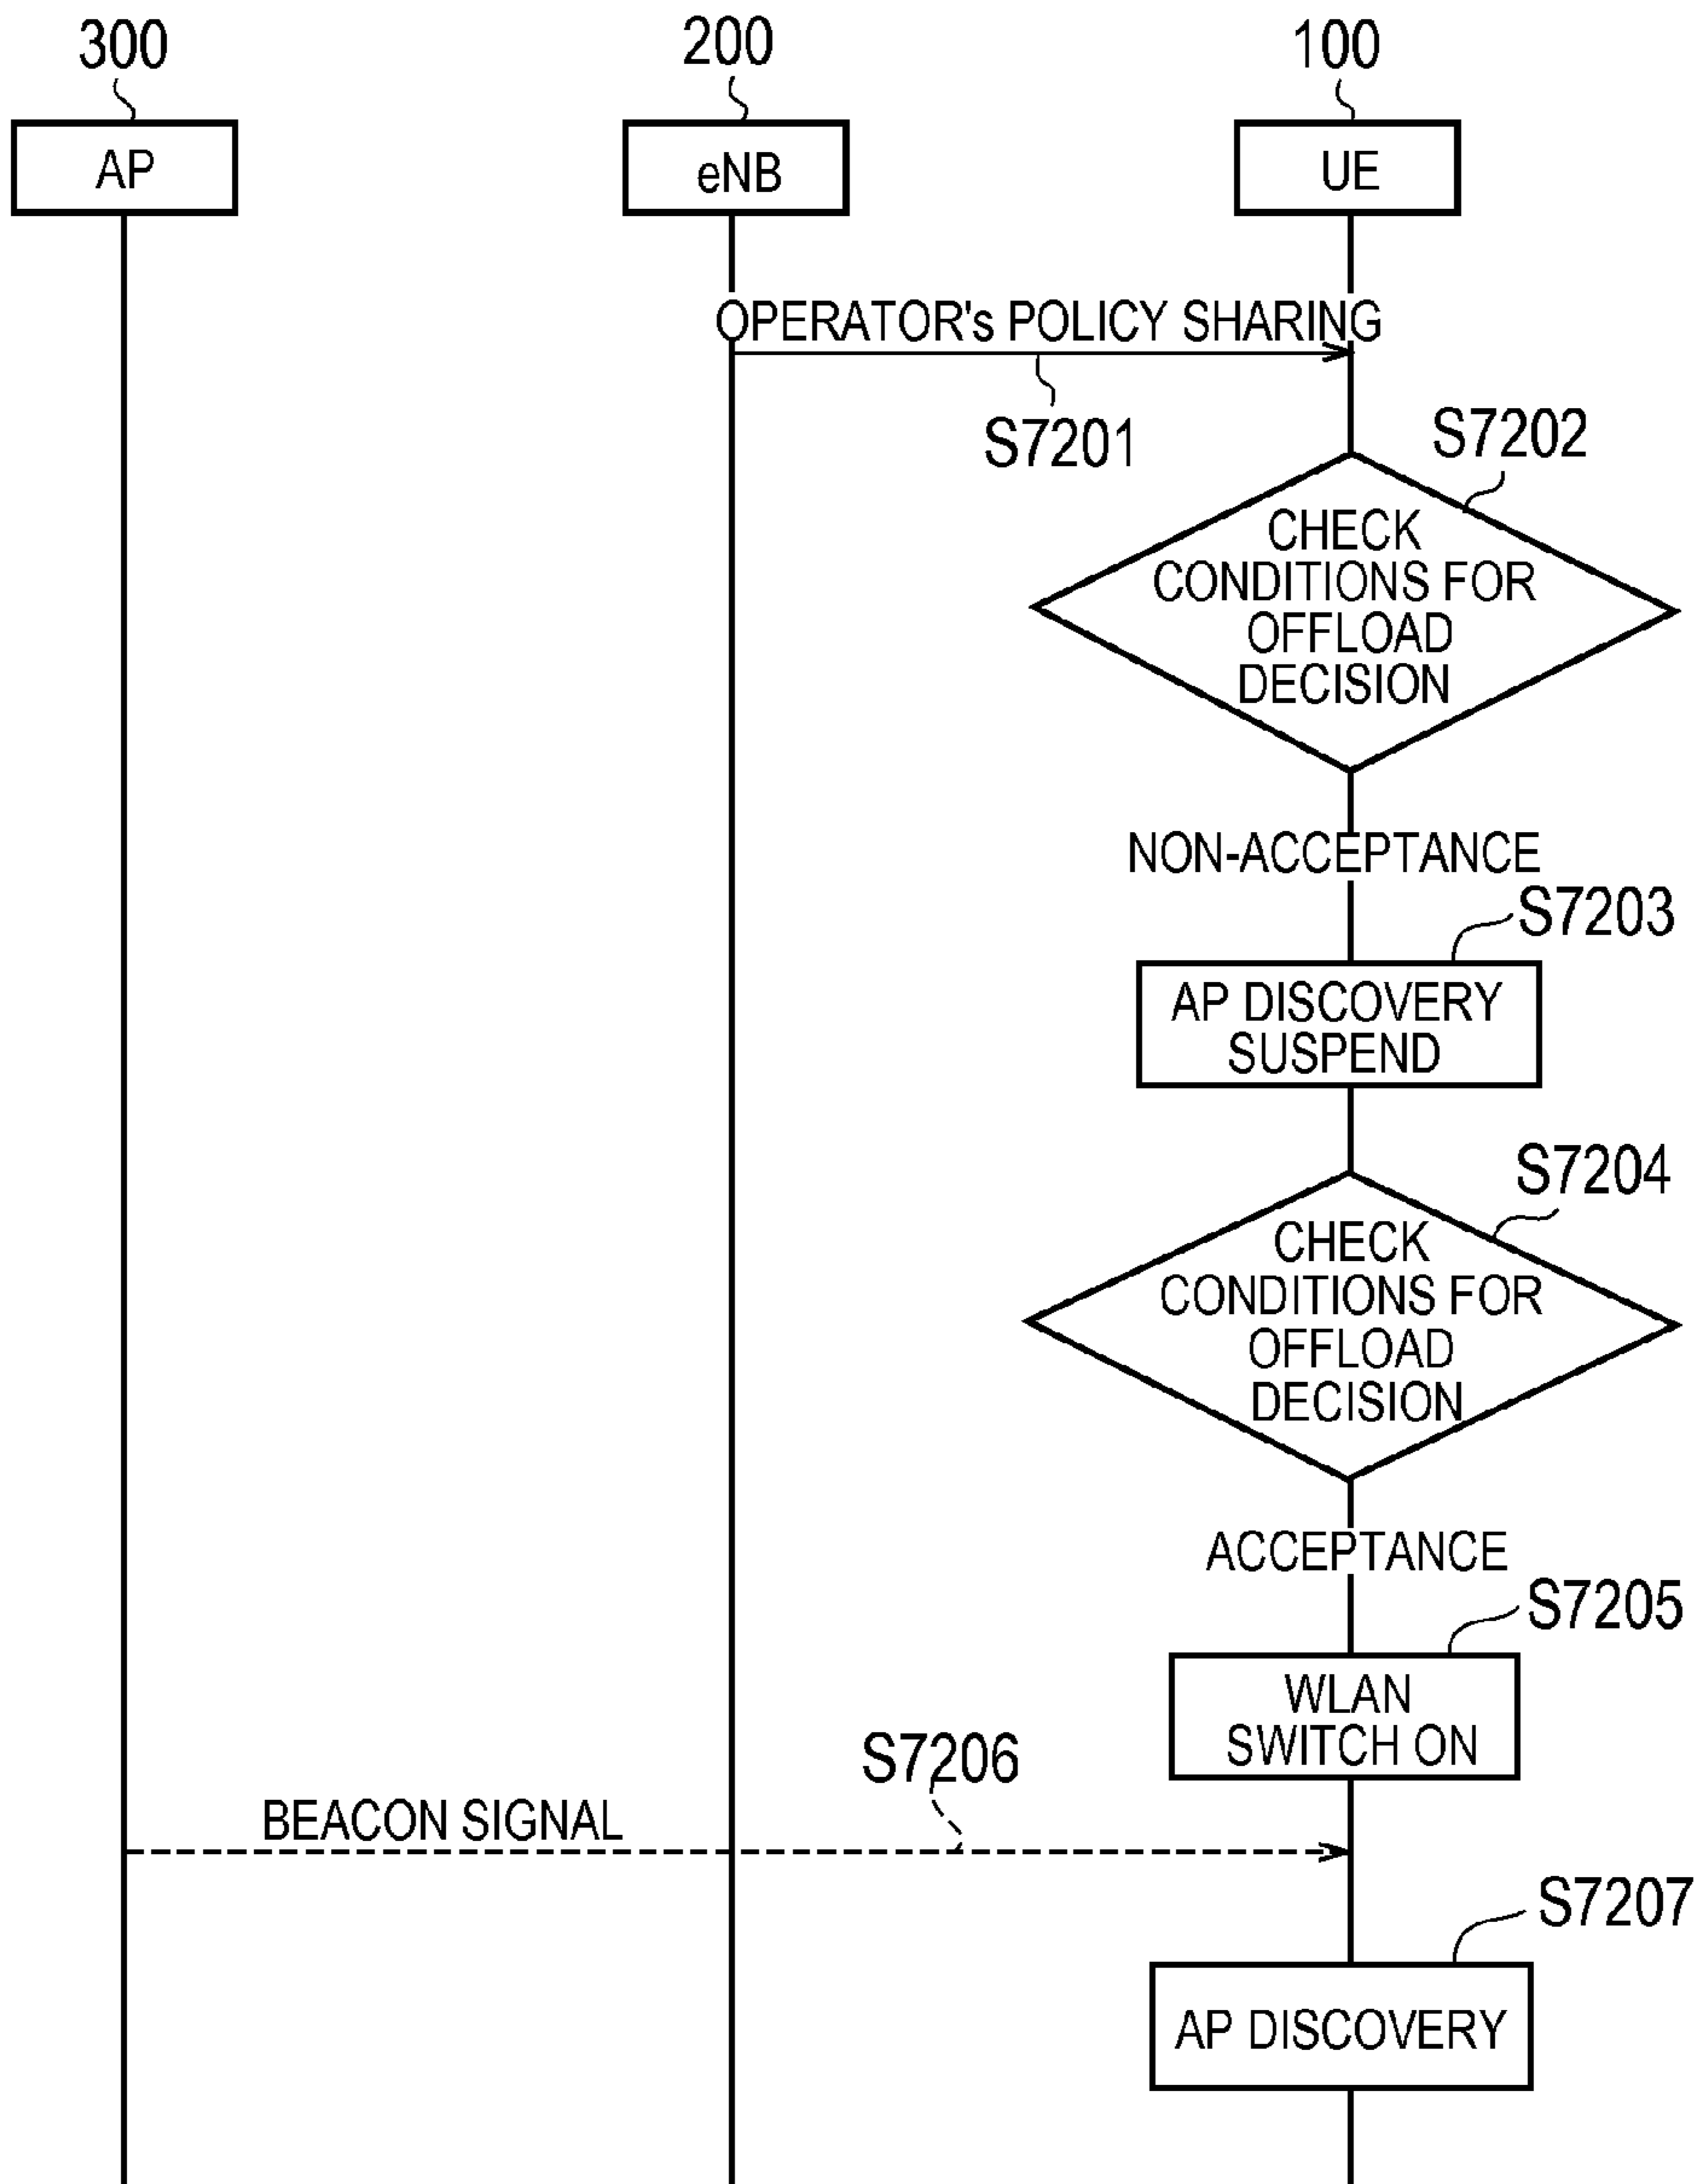 300
200
100
AP
eNB
UE
OPERATOR's POLICY SHARING
S7201
S7202
CHECK
CONDITIONS FOR
OFFLOAD
DECISION
NON-ACCEPTANCE
S7203
AP DISCOVERY
SUSPEND
S7204
CHECK
CONDITIONS FOR
OFFLOAD
DECISION
ACCEPTANCE
S7205
WLAN
SWITCH ON
S7206
BEACON SIGNAL
S7207
AP DISCOVERY